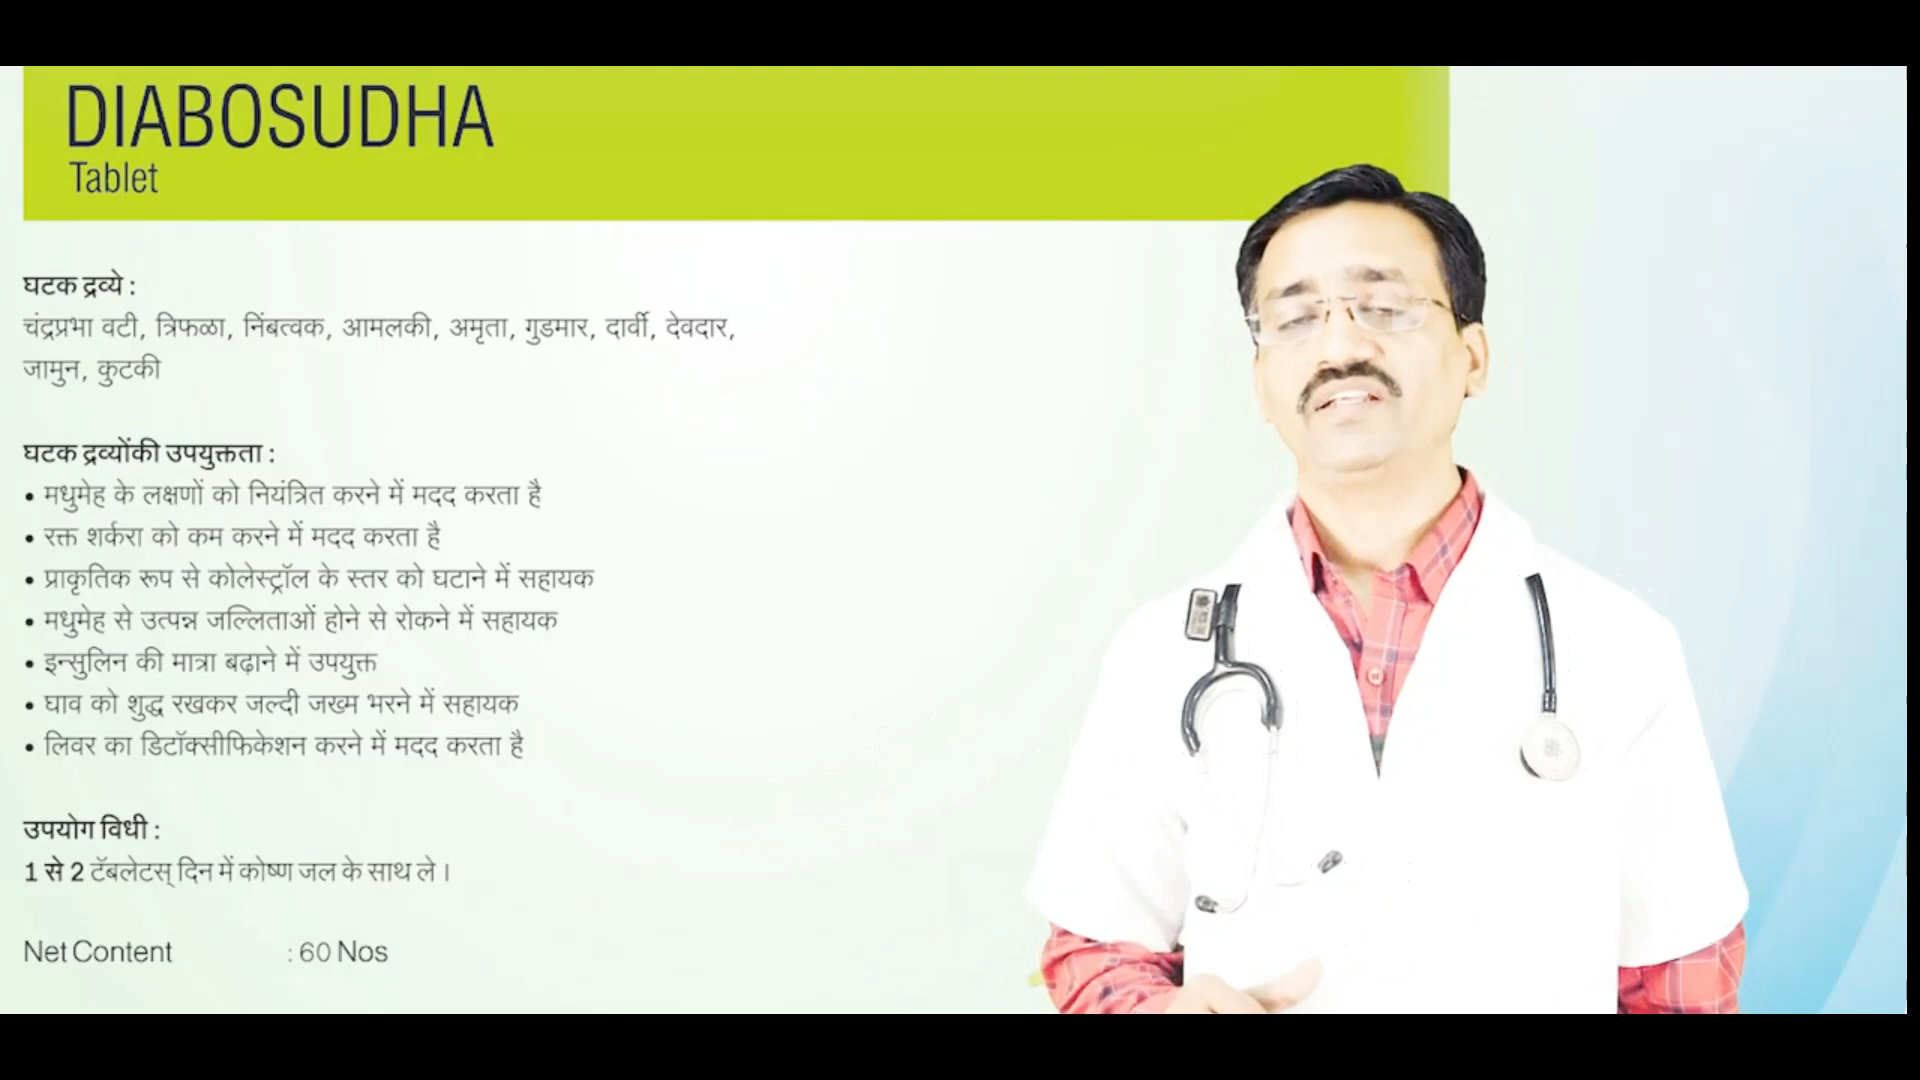 DIABOSUDHA
Tablet
घटक द्रव्ये :
चंद्रप्रभा वटी, त्रिफळा, निंबत्वक, आमलकी, अमृता, गुडमार, दार्वी, देवदार,
जामुन, कुटकी
घटक द्रव्योंकी उपयुक्तता :
• मधुमेह के लक्षणों को नियंत्रित करने में मदद करता है
• रक्त शर्करा को कम करने में मदद करता है
• प्राकृतिक रूप से कोलेस्ट्रॉल के स्तर को घटाने में सहायक
• मधुमेह से उत्पन्न जल्लिताओं होने से रोकने में सहायक
• इन्सुलिन की मात्रा बढ़ाने में उपयुक्त
• घाव को शुद्ध रखकर जल्दी जख्म भरने में सहायक
• लिवर का डिटॉक्सीफिकेशन करने में मदद करता है
उपयोग विधी :
1 से 2 टॅबलेटस् दिन में कोष्ण जल के साथ ले ।
Net Content : 60 Nos